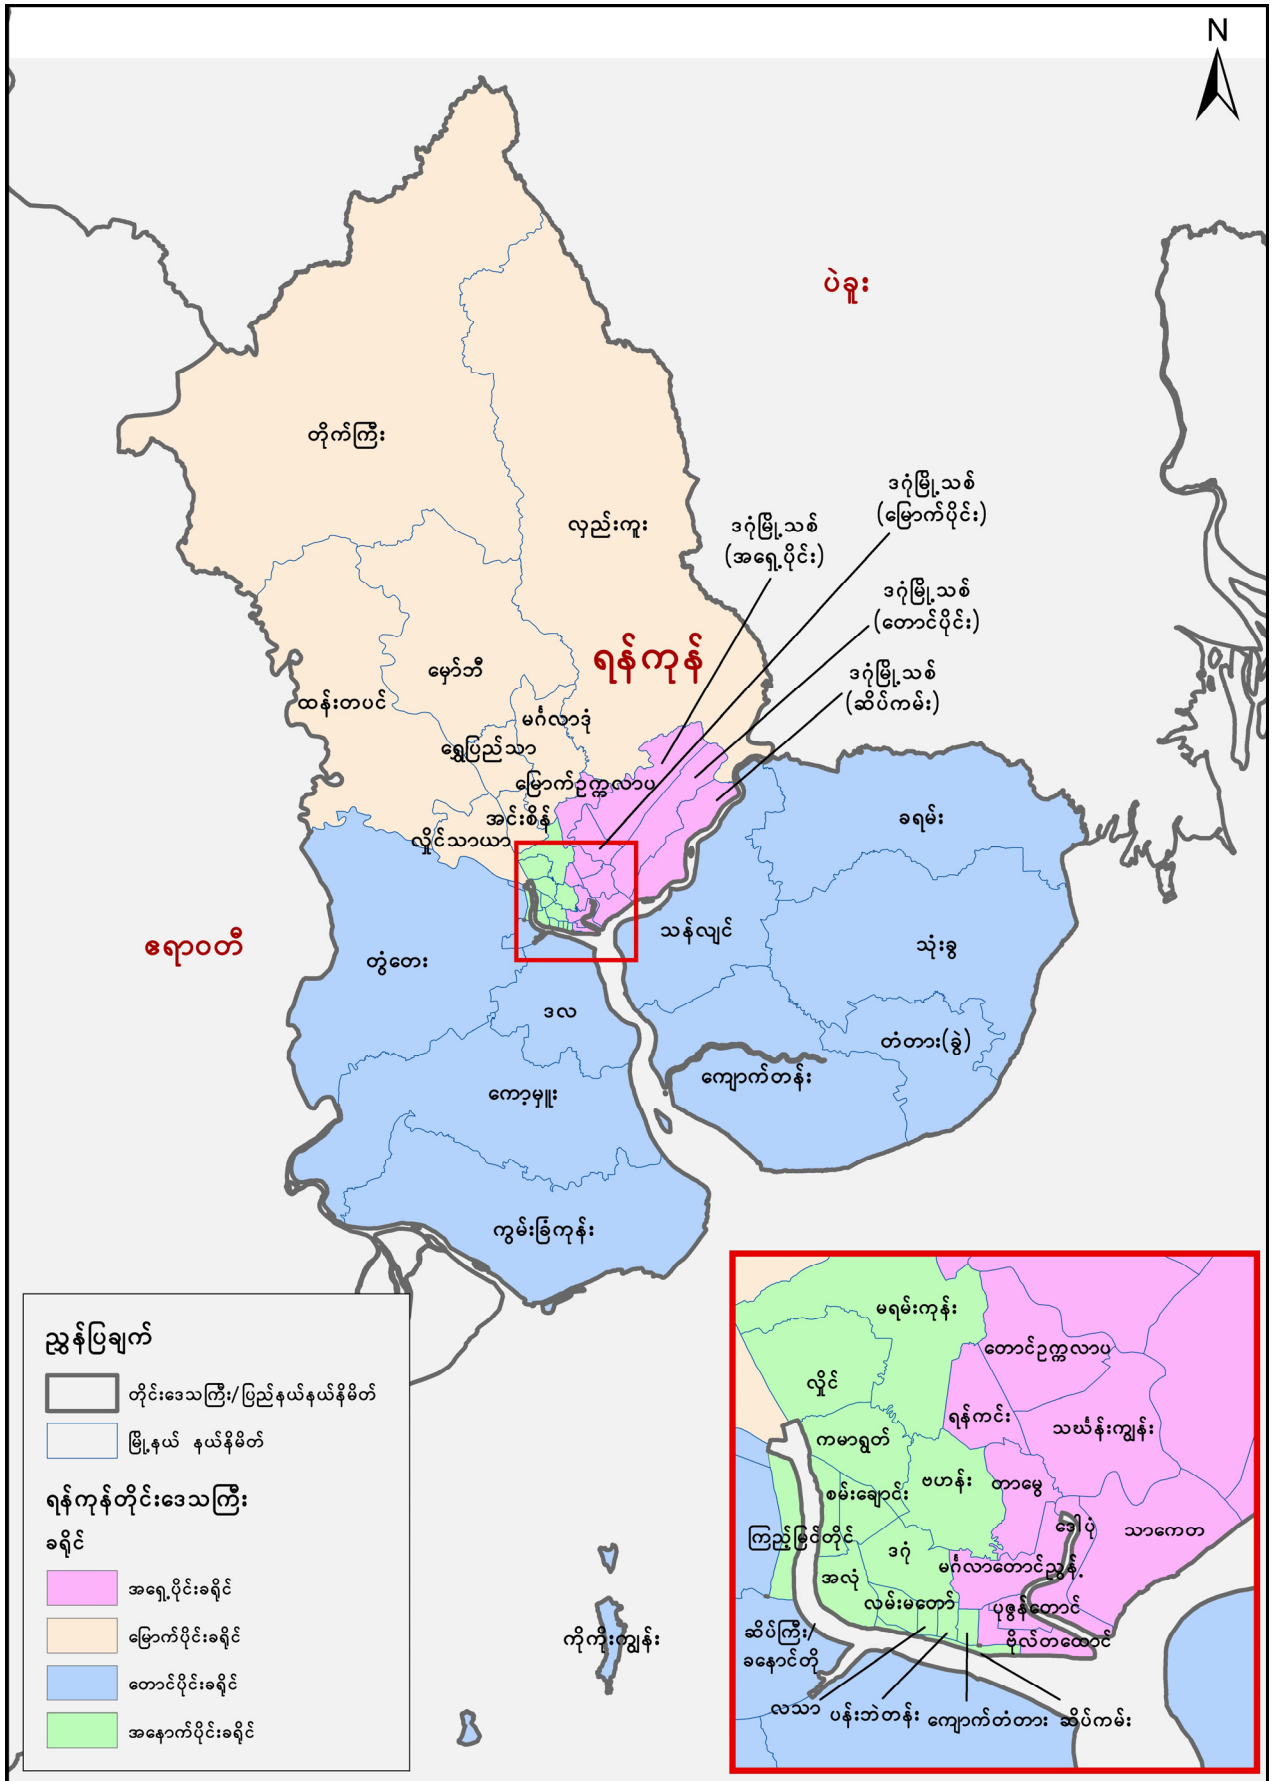 N
ပဲခူး
တိုက်ကြီး
ဒဂုံမြို့သစ်
(မြောက်ပိုင်း)
လှည်းကူး
ဒဂုံမြို့သစ်
(အရှေ့ပိုင်း)
ဒဂုံမြို့သစ်
(တောင်ပိုင်း)
ရန်ကုန်
မှော်ဘီ
ဒဂုံမြို့သစ်
(ဆိပ်ကမ်း)
ထန်းတပင်
မင်္ဂလာဒုံ
ရွှေပြည်သာ
မြောက်ဥက္ကလာပ
အင်းစိန်
ခရမ်း
လှိုင်သာယာ
ဧရာဝတီ
တွံတေး
သန်လျင်
သုံးခွ
ဒလ
တံတား(ခွဲ)
ကျောက်တန်း
ကော့မှူး
ကွမ်းခြံကုန်း
ကိုကိုးကျွန်း
ညွှန်ပြချက်
တိုင်းဒေသကြီး/ပြည်နယ်နယ်နိမိတ်
မြို့နယ် နယ်နိမိတ်
ရန်ကုန်တိုင်းဒေသကြီး
ခရိုင်
အရှေ့ပိုင်းခရိုင်
မြောက်ပိုင်းခရိုင်
တောင်ပိုင်းခရိုင်
အနောက်ပိုင်းခရိုင်
မရမ်းကုန်း
တောင်ဥက္ကလာပ
လှိုင်
ရန်ကင်း
သင်္ဃန်းကျွန်း
ကမာရွတ်
ဗဟန်း
တာမွေ
စမ်းချောင်း
ကြည့်မြင်တိုင်
ဒေါပုံ
သာကေတ
ဒဂုံ
မင်္ဂလာတောင်ညွန့်
အလုံ
လမ်းမတော်
ပုဇွန်တောင်
ဆိပ်ကြီး/
ခနောင်တို
ဗိုလ်တထောင်
လသာ
ပန်းဘဲတန်း
ကျောက်တံတား
ဆိပ်ကမ်း